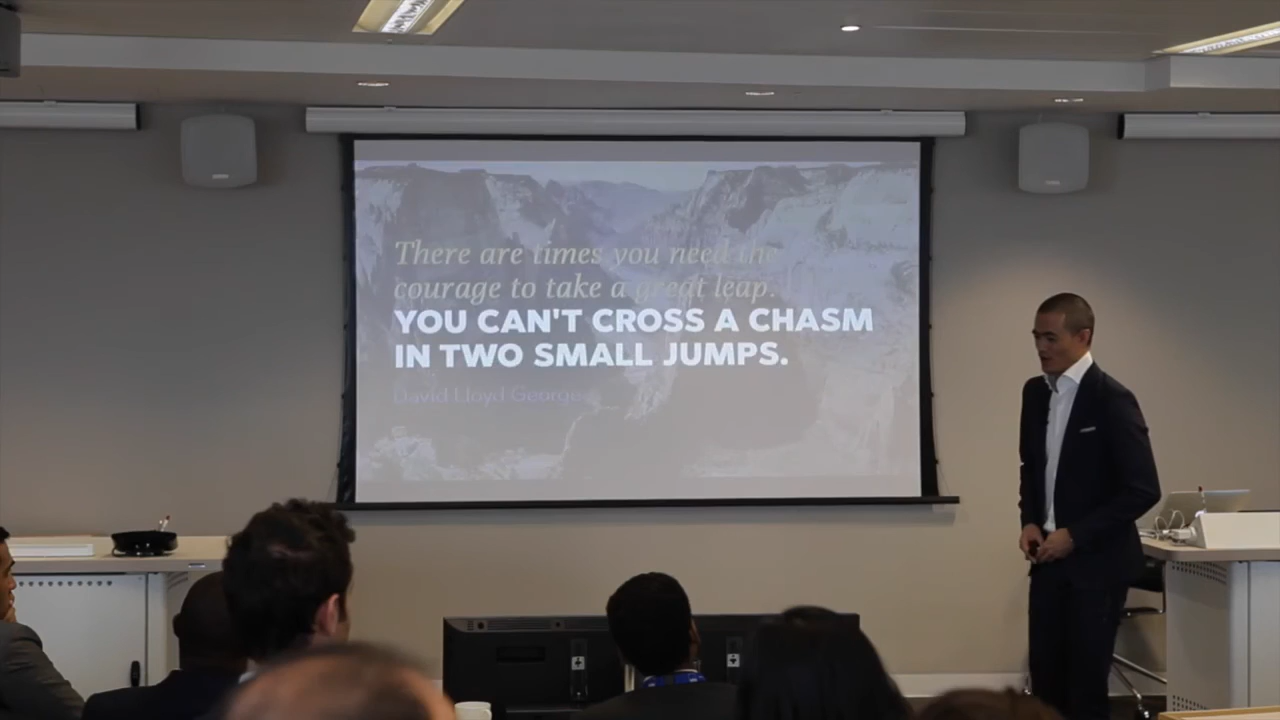 There are times you need the
courage to take a great leap.
YOU CAN'T CROSS A CHASM
IN TWO SMALL JUMPS.
David Lloyd George